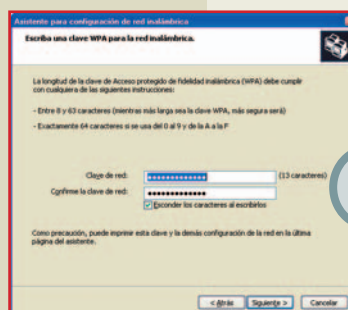 Asistente para configuración de red inalámbrica
Escriba una clave WPA para la red inalámbrica.
La longitud de la clave de Acceso protegido de fidelidad inalámbrica (WPA) debe cumplir
con cualquiera de las siguientes instrucciones:
- Entre 8 y 63 caracteres (mientras más larga sea la clave WPA, más segura será)
- Exactamente 64 caracteres si se usa del 0 al 9 y de la A a la F
Clave de red: ••••••••••••• (13 caracteres)
Confirme la clave de red: •••••••••••••
Esconder los caracteres al escribirlos
Como precaución, puede imprimir esta clave y la demás configuración de la red en la última
página del asistente.
< Atrás Siguiente > Cancelar